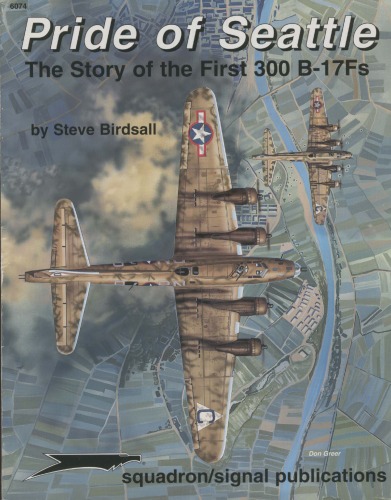 6074
Pride of Seattle
The Story of the First 300 B-17Fs
by Steve Birdsall
C
Don Greer
squadron/signal publications